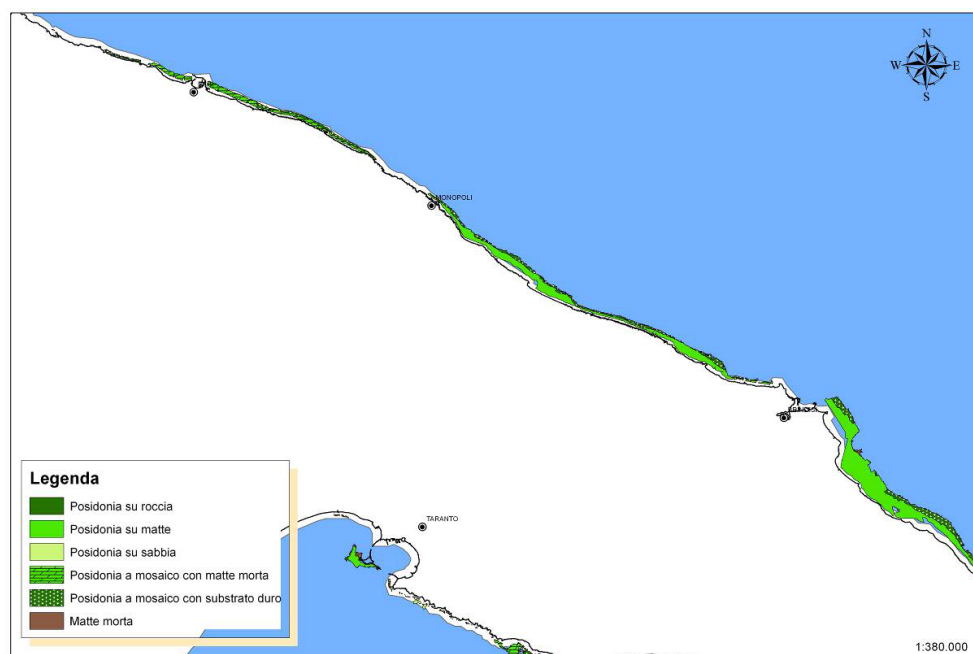 N
W E
S
MONOPOLI
TARANTO
Legenda
Posidonia su roccia
Posidonia su matte
Posidonia su sabbia
Posidonia a mosaico con matte morta
Posidonia a mosaico con substrato duro
Matte morta
1:380.000